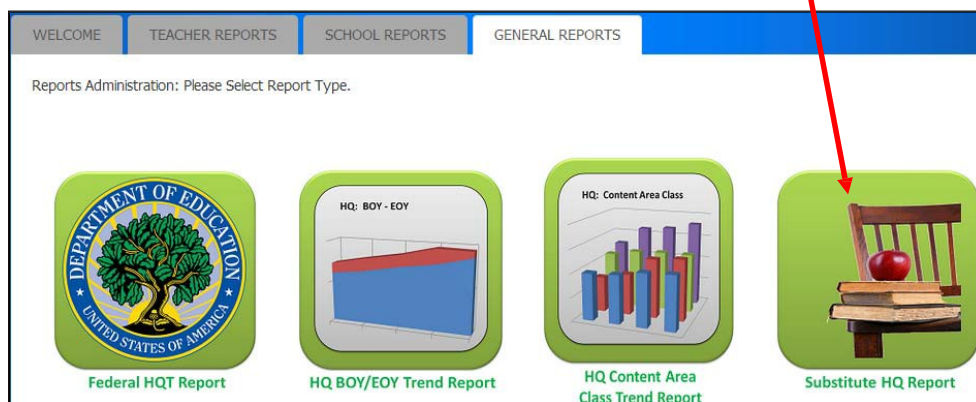 WELCOME TEACHER REPORTS SCHOOL REPORTS GENERAL REPORTS
Reports Administration: Please Select Report Type.
DEPARTMENT OF EDUCATION
UNITED STATES OF AMERICA
HQ: BOY - EOY
HQ: Content Area Class
Federal HQT Report
HQ BOY/EOY Trend Report
HQ Content Area
Class Trend Report
Substitute HQ Report